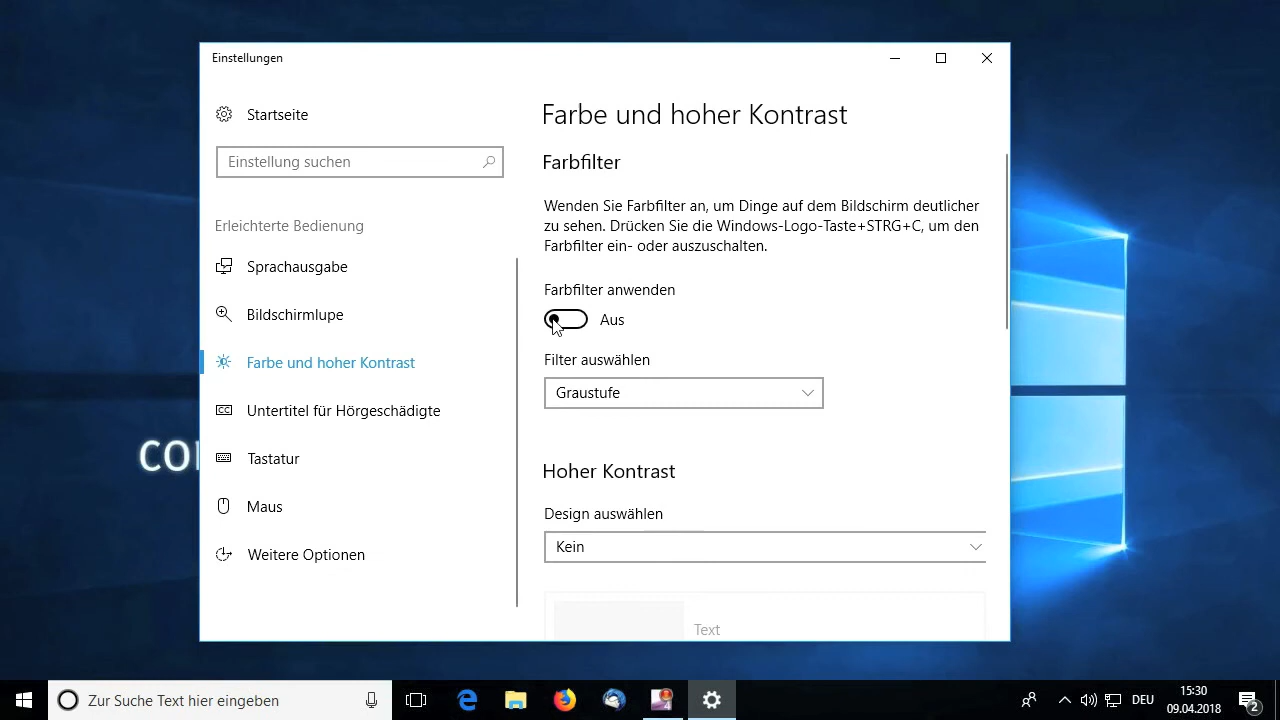 Einstellungen
Startseite
Einstellung suchen
Erleichterte Bedienung
Sprachausgabe
Bildschirmlupe
Farbe und hoher Kontrast
Untertitel für Hörgeschädigte
Tastatur
Maus
Weitere Optionen
Farbe und hoher Kontrast
Farbfilter
Wenden Sie Farbfilter an, um Dinge auf dem Bildschirm deutlicher
zu sehen. Drücken Sie die Windows-Logo-Taste+STRG+C, um den
Farbfilter ein- oder auszuschalten.
Farbfilter anwenden
Aus
Filter auswählen
Graustufe
Hoher Kontrast
Design auswählen
Kein
Text
Zur Suche Text hier eingeben
DEU
15:30
09.04.2018
2